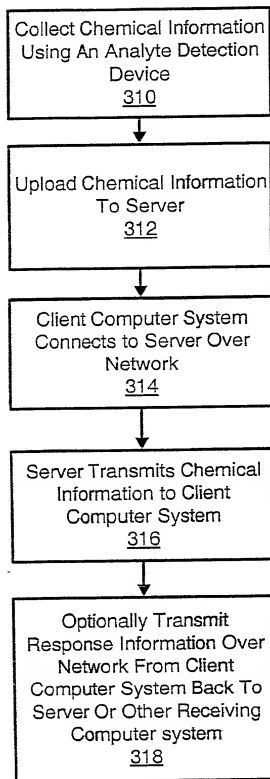 Collect Chemical Information
Using An Analyte Detection
Device
310
Upload Chemical Information
To Server
312
Client Computer System
Connects to Server Over
Network
314
Server Transmits Chemical
Information to Client
Computer System
316
Optionally Transmit
Response Information Over
Network From Client
Computer System Back To
Server Or Other Receiving
Computer system
318